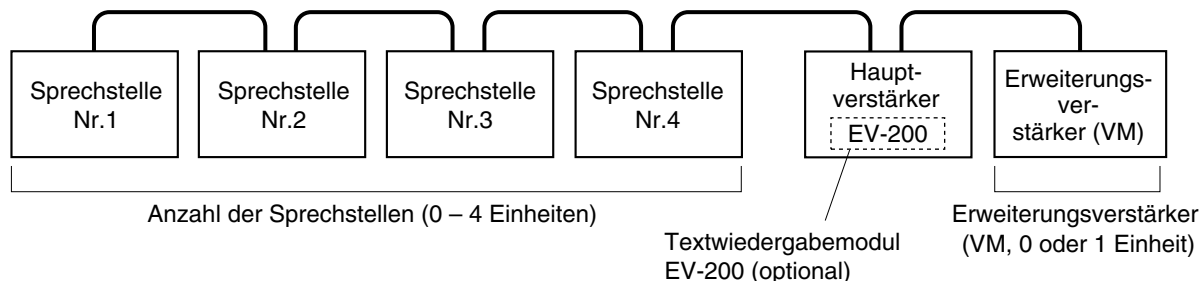 Sprechstelle
Nr.1
Sprechstelle
Nr.2
Sprechstelle
Nr.3
Sprechstelle
Nr.4
Haupt-
verstärker
EV-200
Erweiterungs-
ver-
stärker (VM)
Anzahl der Sprechstellen (0 – 4 Einheiten)
Textwiedergabemodul
EV-200 (optional)
Erweiterungsverstärker
(VM, 0 oder 1 Einheit)